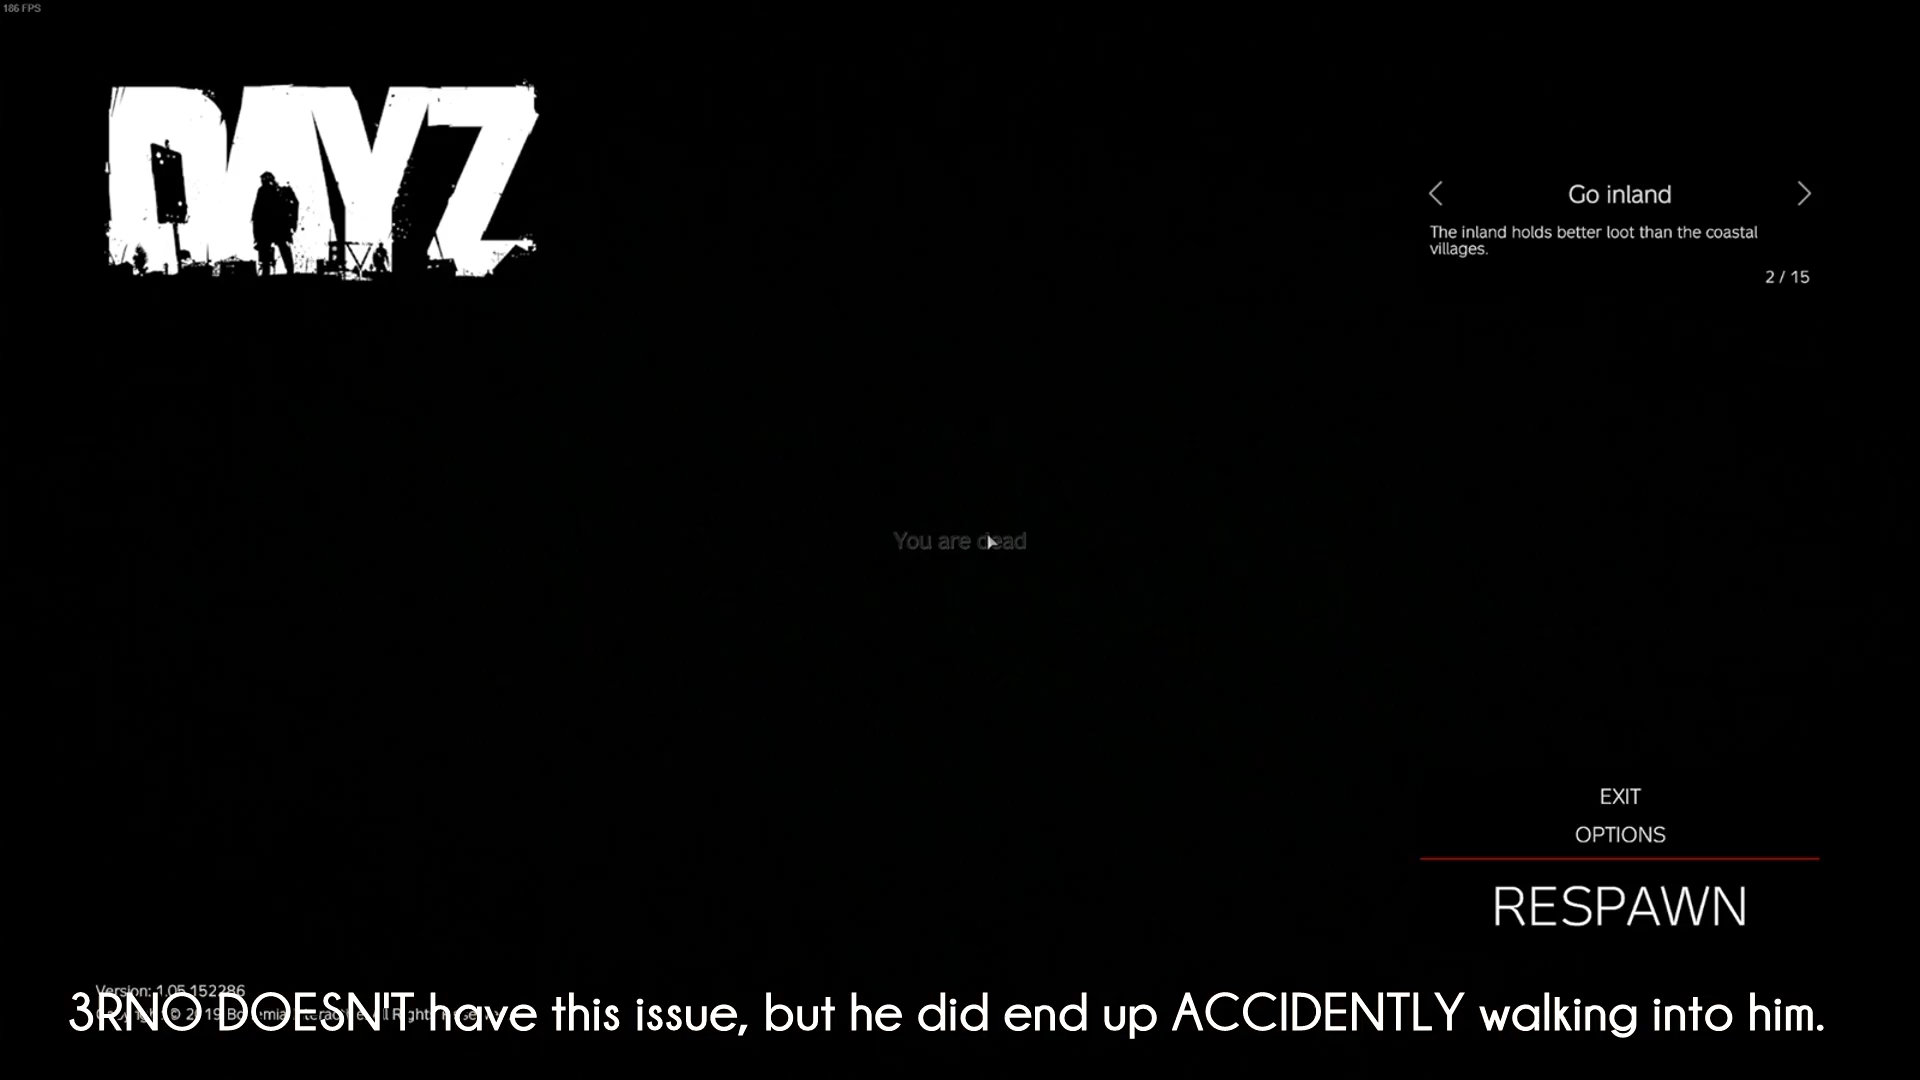 186 FPS
DAYZ
Go inland
The inland holds better loot than the coastal
villages.
2 / 15
You are dead
EXIT
OPTIONS
RESPAWN
Version: 1.05.152286
3RNO DOESN'T have this issue, but he did end up ACCIDENTLY walking into him.